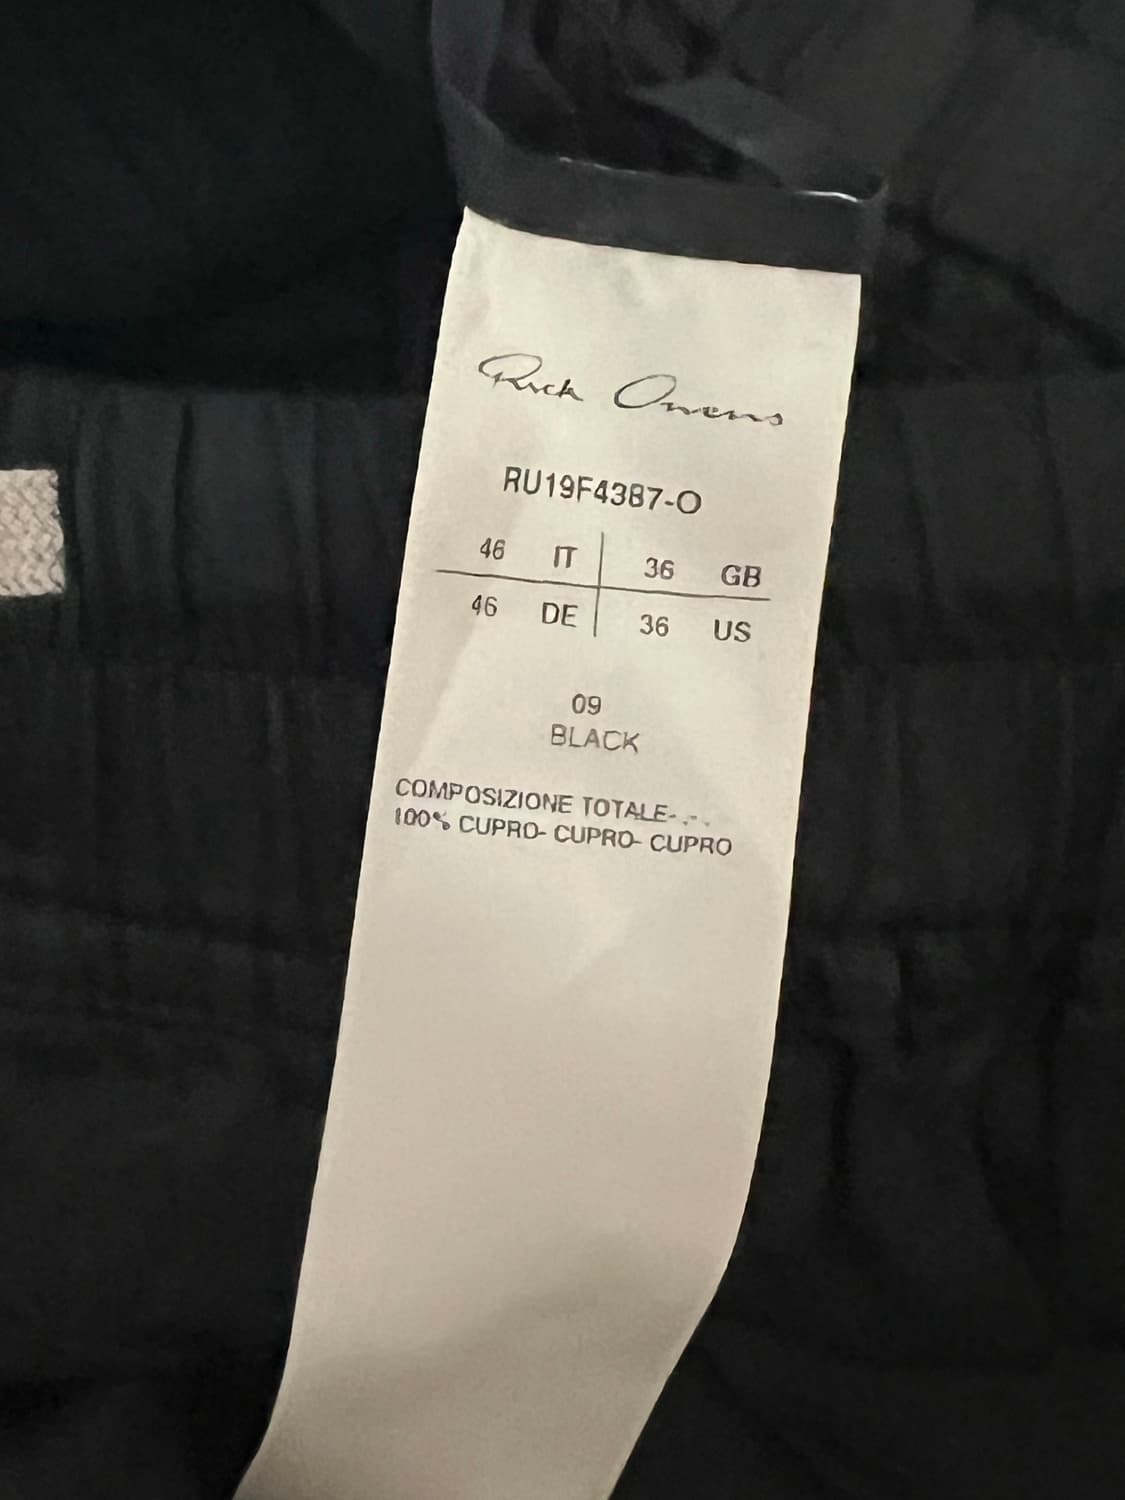 Rick Owens
RU19F4387-O
46 IT 36 GB
46 DE 36 US
09
BLACK
COMPOSIZIONE TOTALE-.-.
100% CUPRO- CUPRO- CUPRO